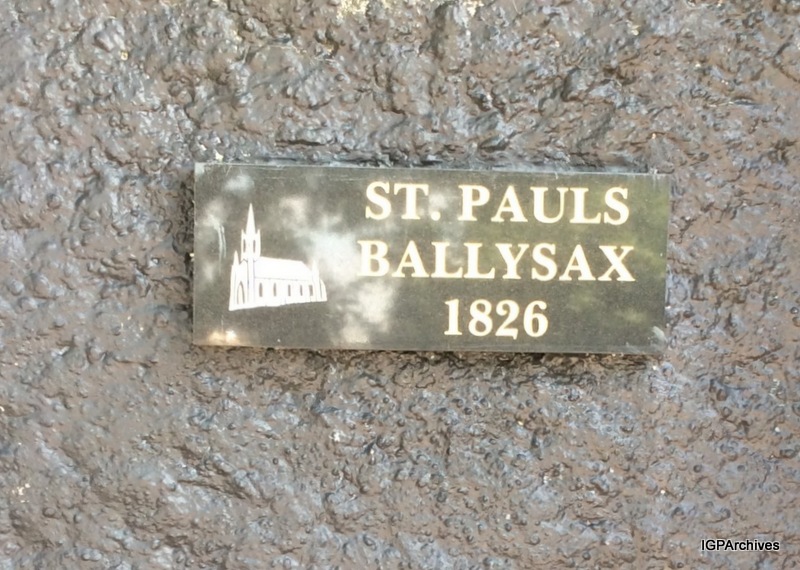 ST. PAULS
BALLYSAX
1826
IGPArchives